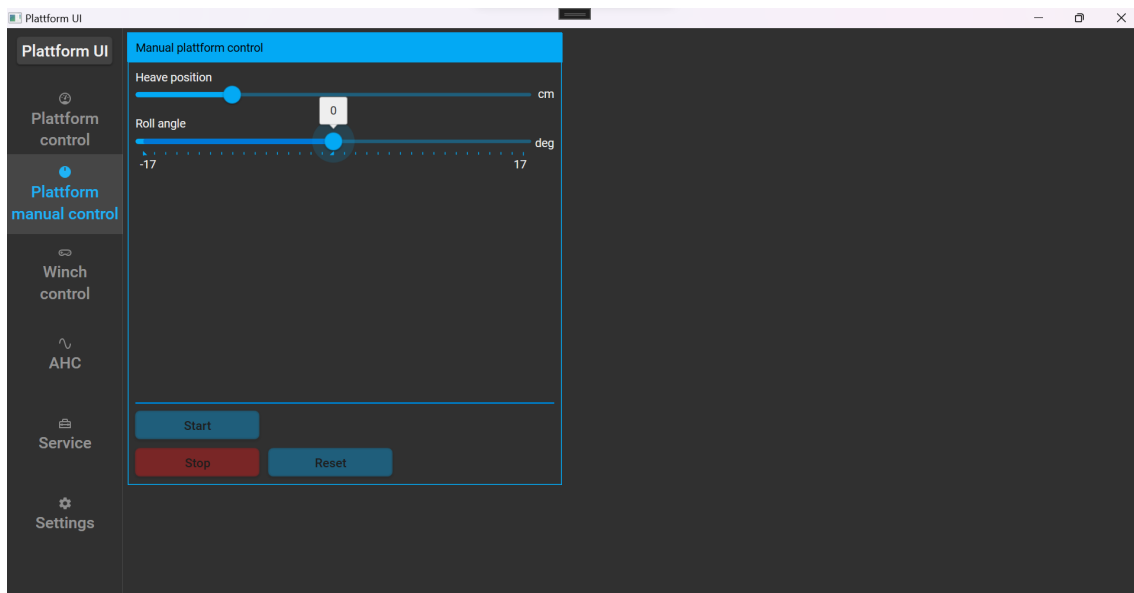 Plattform UI
Plattform UI
Plattform
control
Plattform
manual control
Winch
control
AHC
Service
Settings
Manual plattform control
Heave position
cm
0
Roll angle
deg
-17
17
Start
Stop
Reset